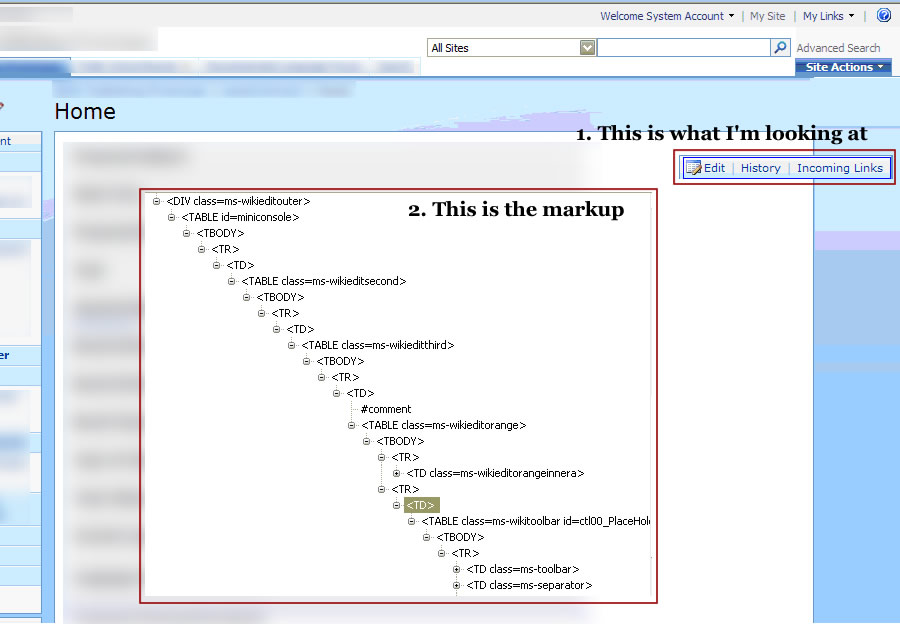 Welcome System Account My Site My Links
All Sites Advanced Search
Site Actions
Home
nt
1. This is what I'm looking at
Edit History Incoming Links
2. This is the markup
<DIV class=ms-wikieditouter>
<TABLE id=miniconsole>
<TBODY>
<TR>
<TD>
<TABLE class=ms-wikieditsecond>
<TBODY>
<TR>
<TD>
<TABLE class=ms-wikieditthird>
er
<TBODY>
<TR>
<TD>
#comment
<TABLE class=ms-wikieditorange>
<TBODY>
<TR>
<TD class=ms-wikieditorangeinnera>
<TR>
<TD>
<TABLE class=ms-wikitoolbar id=ctl00_PlaceHol
<TBODY>
<TR>
<TD class=ms-toolbar>
<TD class=ms-separator>